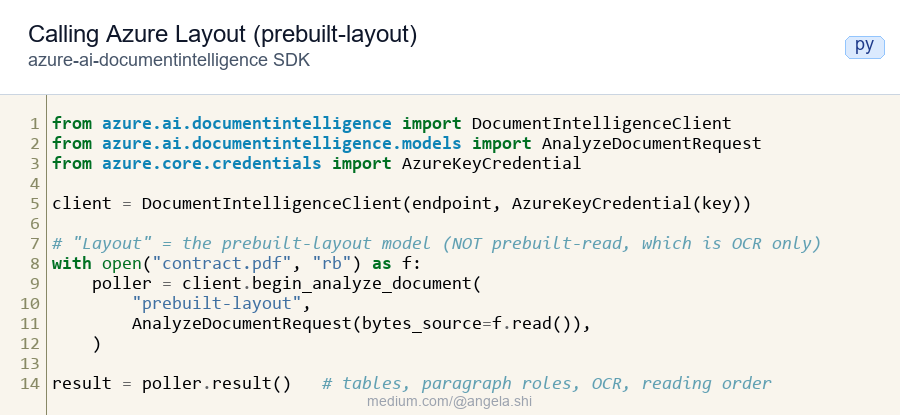 Calling Azure Layout (prebuilt-layout)
azure-ai-documentintelligence SDK
py
1 from azure.ai.documentintelligence import DocumentIntelligenceClient
2 from azure.ai.documentintelligence.models import AnalyzeDocumentRequest
3 from azure.core.credentials import AzureKeyCredential
4
5 client = DocumentIntelligenceClient(endpoint, AzureKeyCredential(key))
6
7 # "Layout" = the prebuilt-layout model (NOT prebuilt-read, which is OCR only)
8 with open("contract.pdf", "rb") as f:
9     poller = client.begin_analyze_document(
10         "prebuilt-layout",
11         AnalyzeDocumentRequest(bytes_source=f.read()),
12     )
13
14 result = poller.result()   # tables, paragraph roles, OCR, reading order
medium.com/@angela.shi